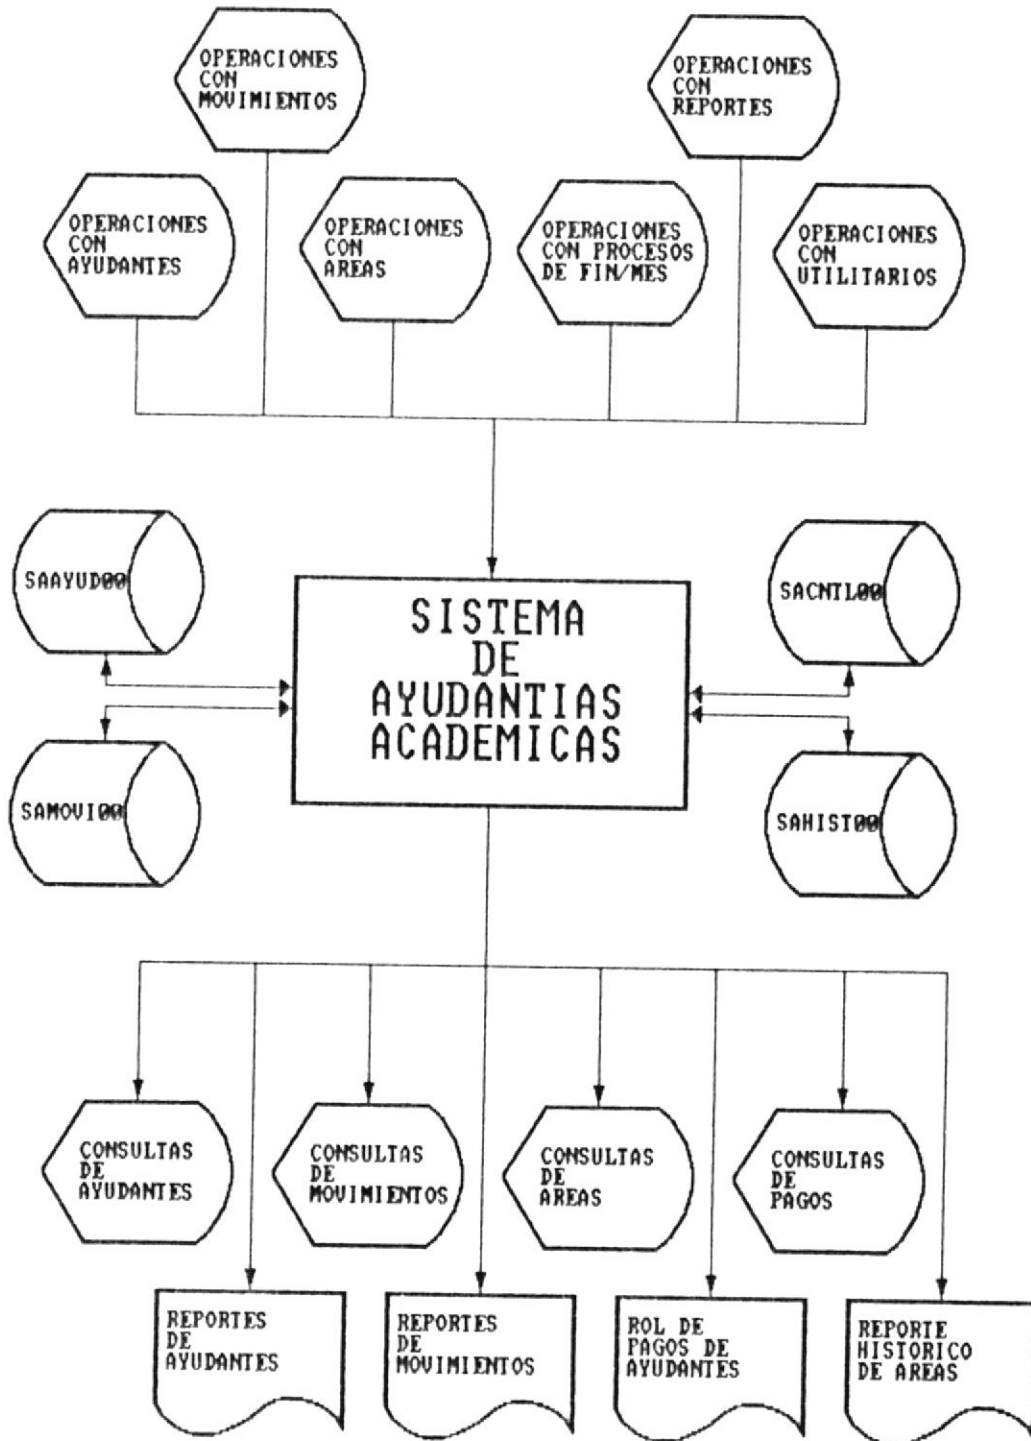 OPERACIONES
CON
MOVIMIENTOS
OPERACIONES
CON
REPORTES
OPERACIONES
CON
AYUDANTES
OPERACIONES
CON
AREAS
OPERACIONES
CON PROCESOS
DE FIN/MES
OPERACIONES
CON
UTILITARIOS
SAAYUD00
SACNTL00
SISTEMA
DE
AYUDANTIAS
ACADEMICAS
SAMOVI00
SAHIST00
CONSULTAS
DE
AYUDANTES
CONSULTAS
DE
MOVIMIENTOS
CONSULTAS
DE
AREAS
CONSULTAS
DE
PAGOS
REPORTES
DE
AYUDANTES
REPORTES
DE
MOVIMIENTOS
ROL DE
PAGOS DE
AYUDANTES
REPORTE
HISTORICO
DE AREAS